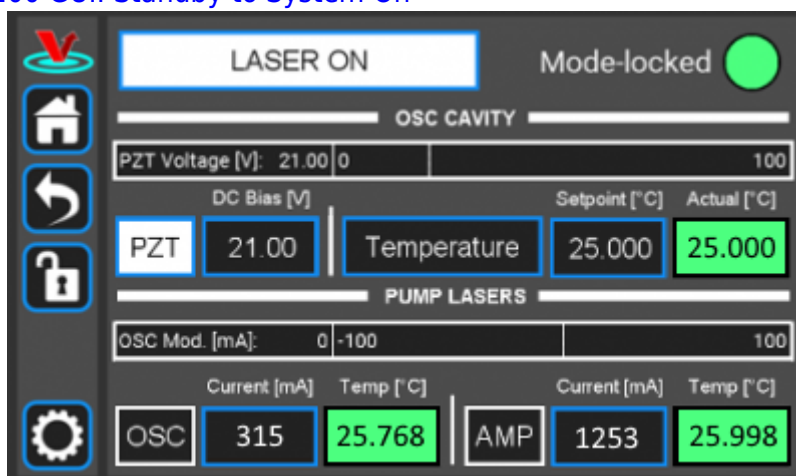 LASER ON Mode-locked
OSC CAVITY
PZT Voltage [V]: 21.00 0 100
DC Bias [V] Setpoint [°C] Actual [°C]
PZT 21.00 Temperature 25.000 25.000
PUMP LASERS
OSC Mod. [mA]: 0 -100 100
Current [mA] Temp [°C] Current [mA] Temp [°C]
OSC 315 25.768 AMP 1253 25.998